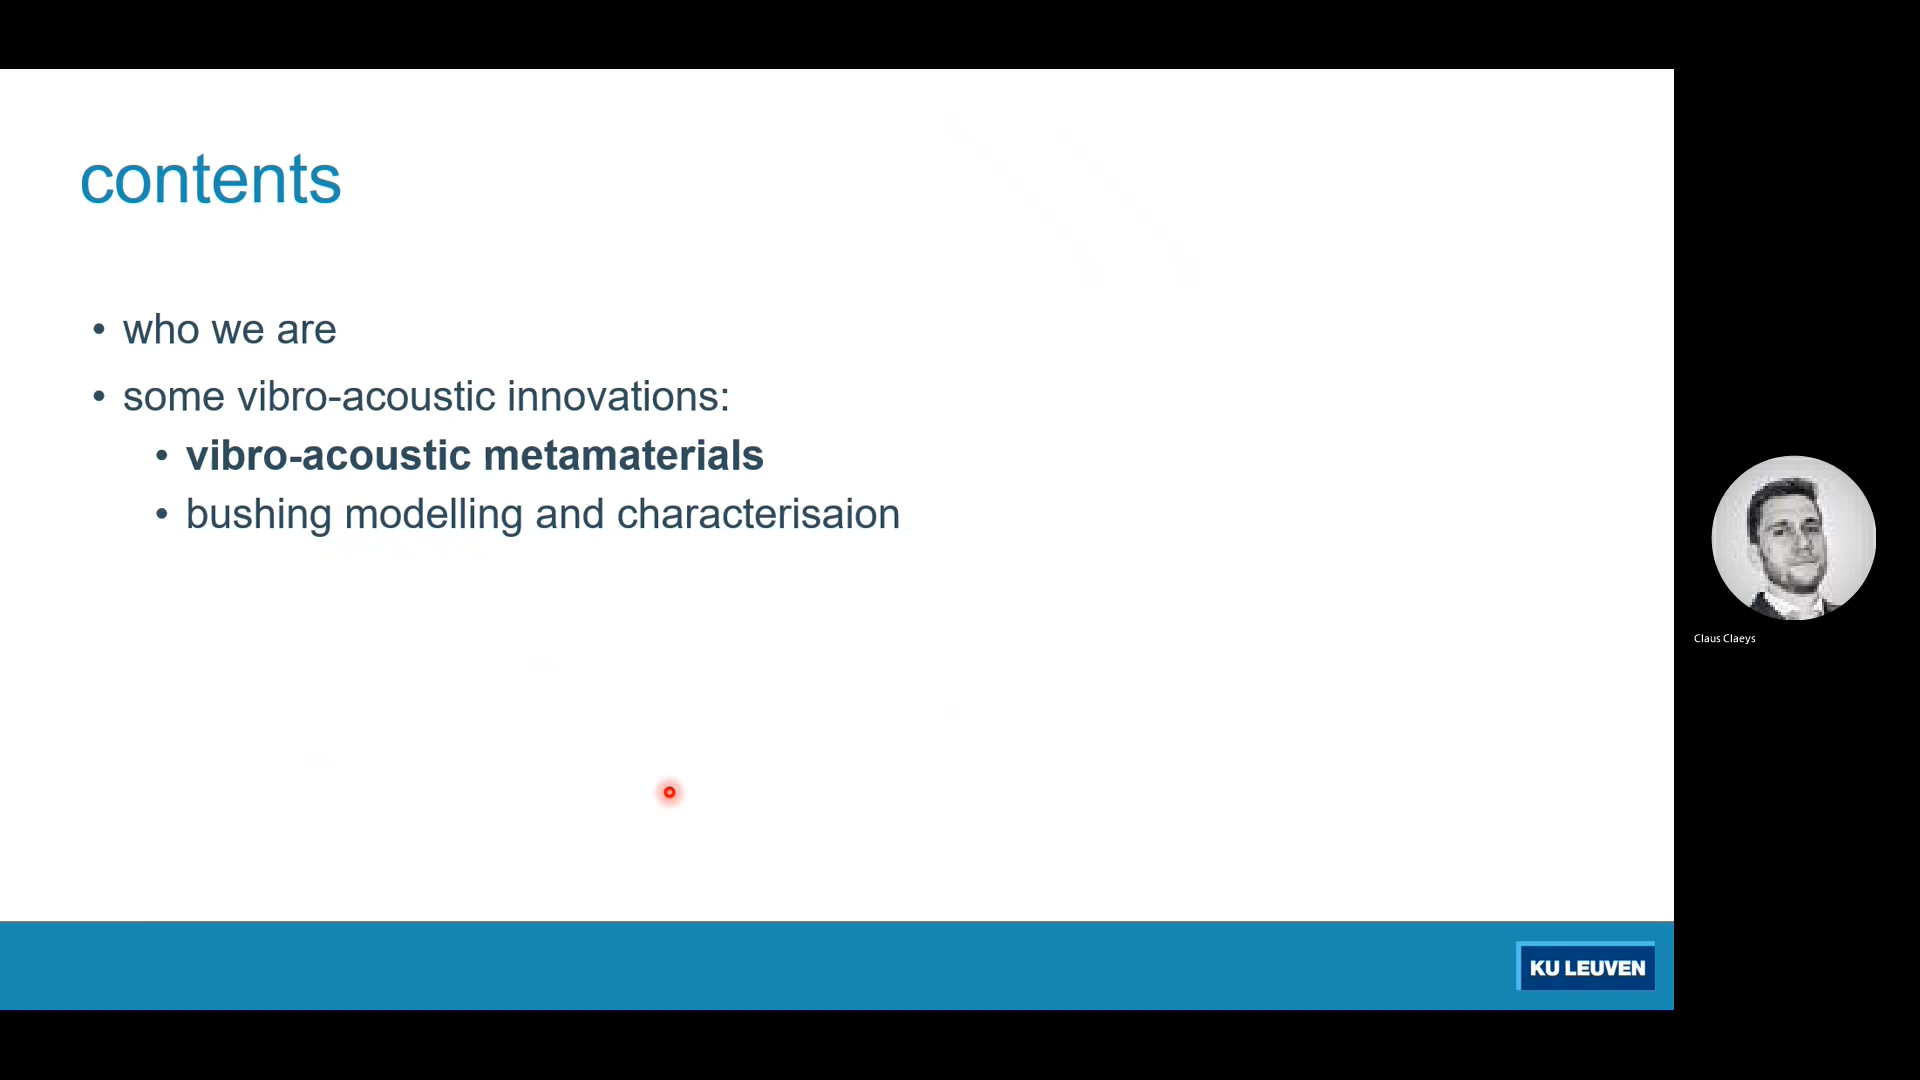 contents
• who we are
• some vibro-acoustic innovations:
• vibro-acoustic metamaterials
• bushing modelling and characterisaion
Claus Claeys
KU LEUVEN